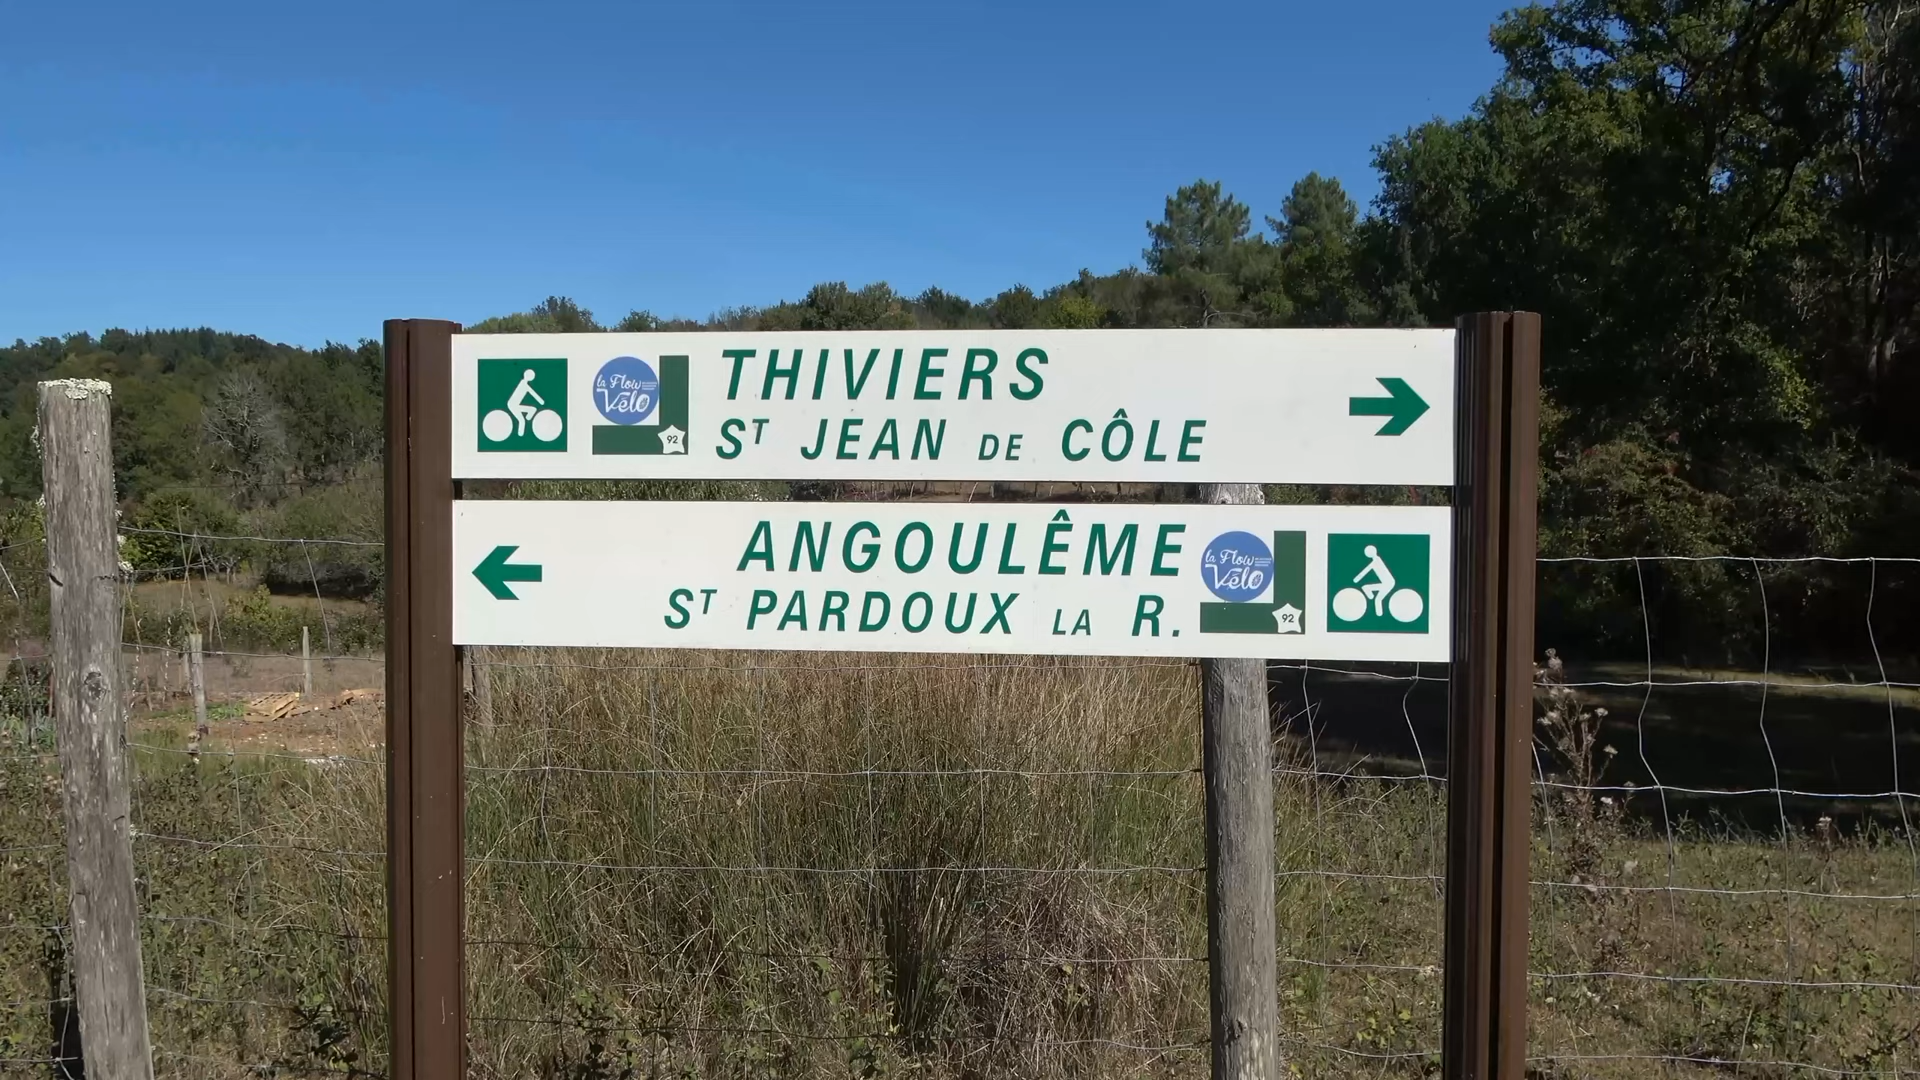 la Flow
Vélo
92
THIVIERS
ST JEAN DE CÔLE
ANGOULÊME
ST PARDOUX LA R.
la Flow
Vélo
92